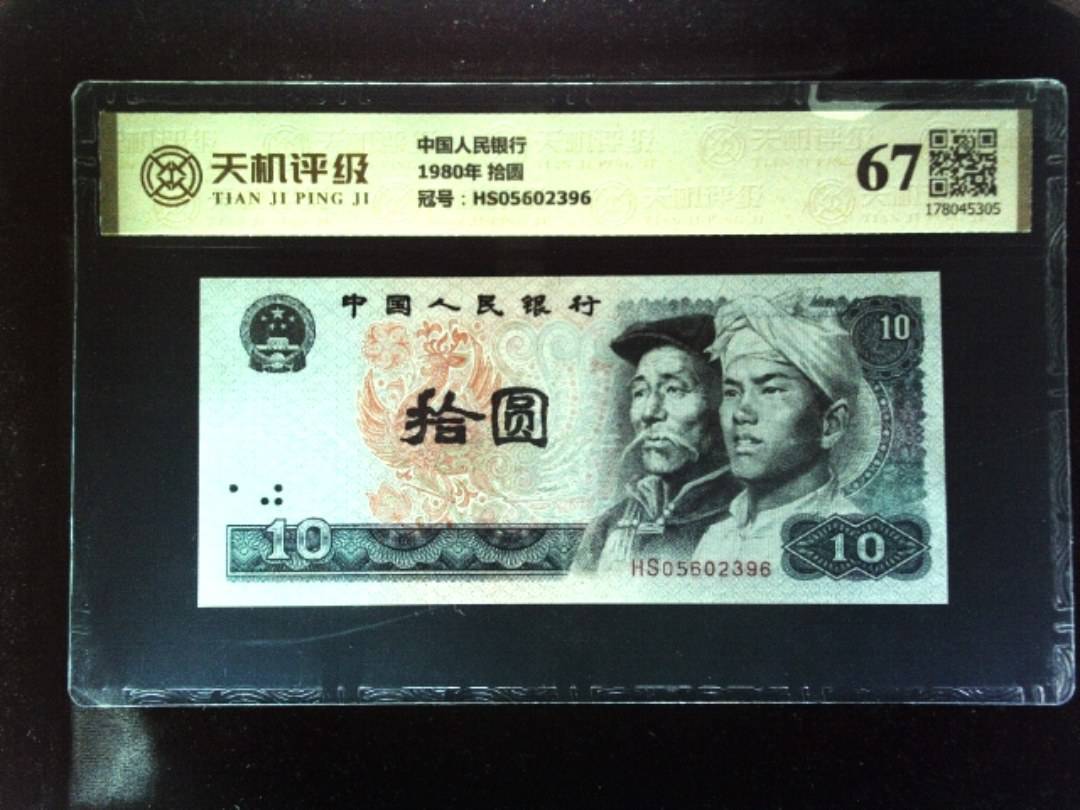 天机评级
TIAN JI PING JI
中国人民银行
1980年 拾圆
冠号：HS05602396
67
178045305
中国人民银行
10
拾圆
10
HS05602396
10